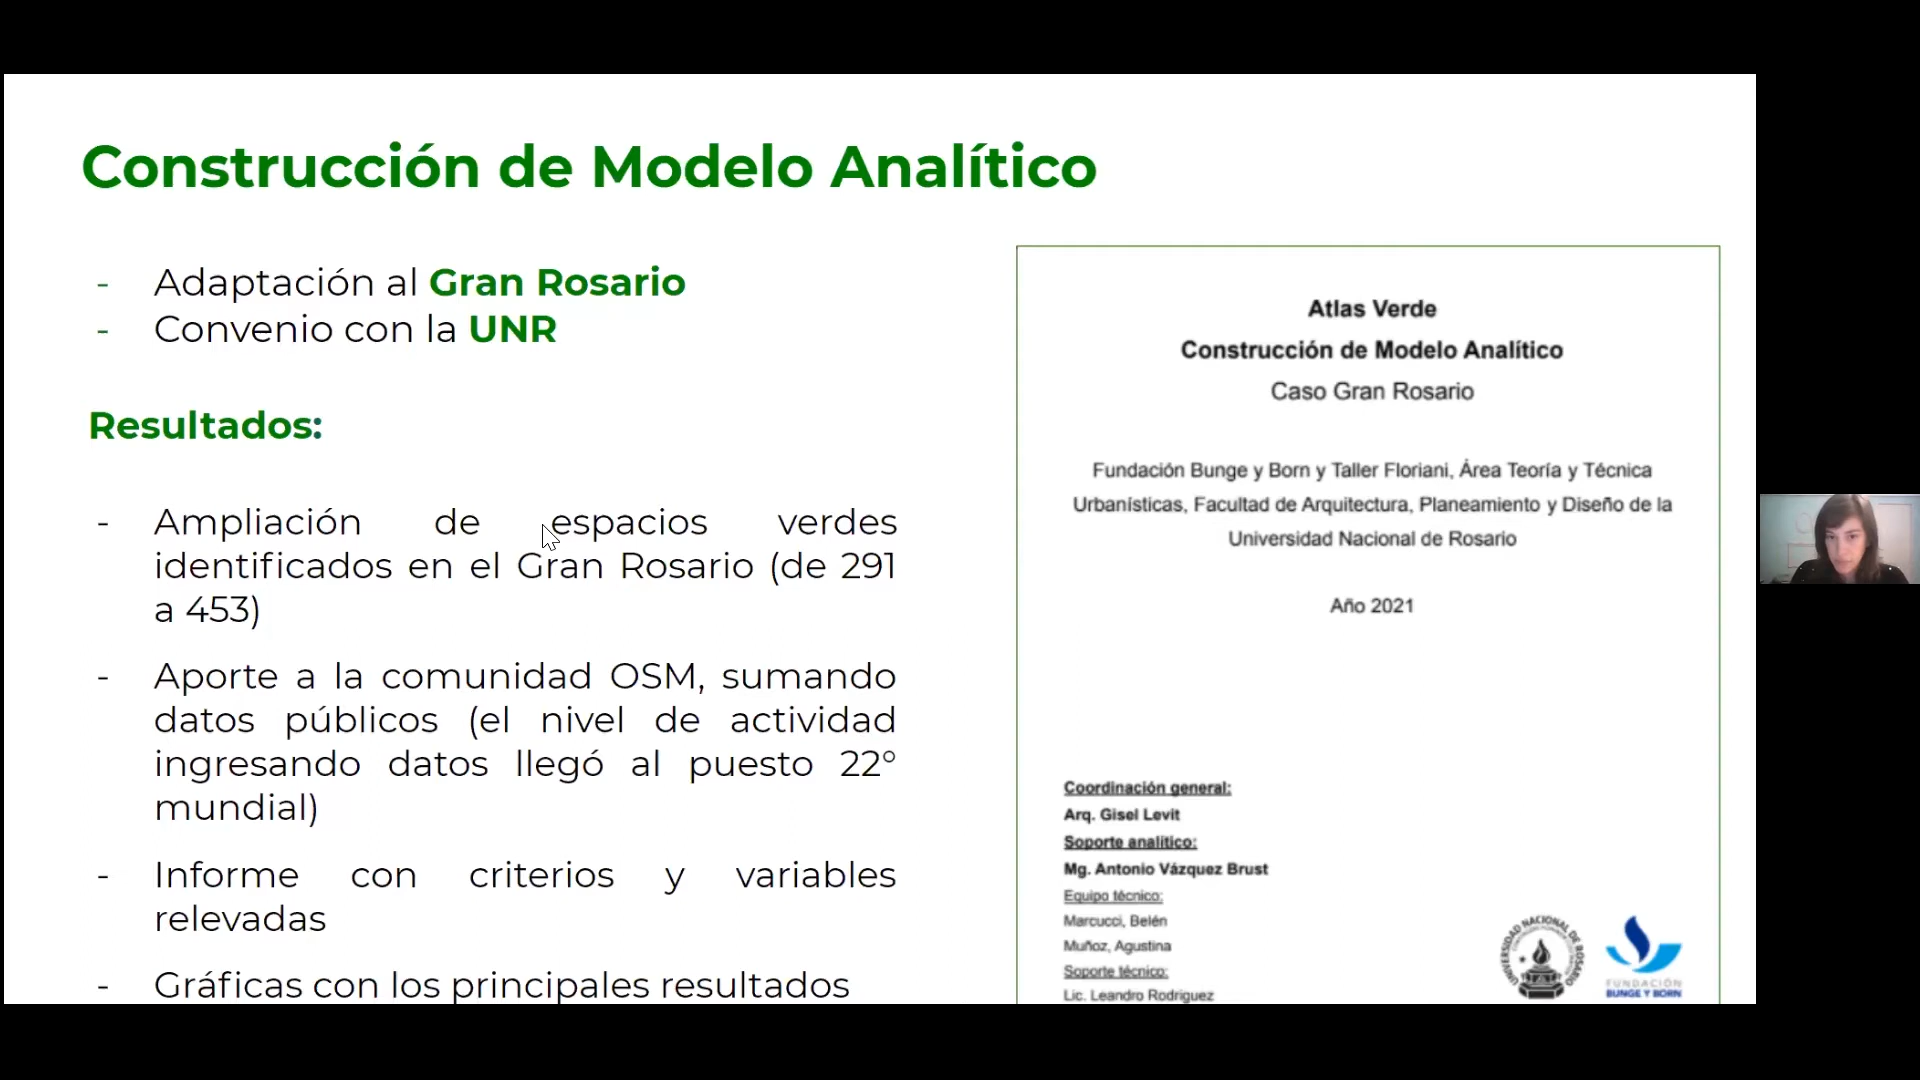 Construcción de Modelo Analítico
- Adaptación al Gran Rosario
- Convenio con la UNR
Resultados:
- Ampliación de espacios verdes
identificados en el Gran Rosario (de 291
a 453)
- Aporte a la comunidad OSM, sumando
datos públicos (el nivel de actividad
ingresando datos llegó al puesto 22°
mundial)
- Informe con criterios y variables
relevadas
- Gráficas con los principales resultados
Atlas Verde
Construcción de Modelo Analítico
Caso Gran Rosario
Fundación Bunge y Born y Taller Floriani, Área Teoría y Técnica
Urbanísticas, Facultad de Arquitectura, Planeamiento y Diseño de la
Universidad Nacional de Rosario
Año 2021
Coordinación general:
Arq. Gisel Levit
Soporte analítico:
Mg. Antonio Vázquez Brust
Equipo técnico:
Marcucci, Belén
Muñoz, Agustina
Soporte técnico:
Lic. Leandro Rodriguez
UNIVERSIDAD NACIONAL DE ROSARIO
FUNDACIÓN
BUNGE Y BORN